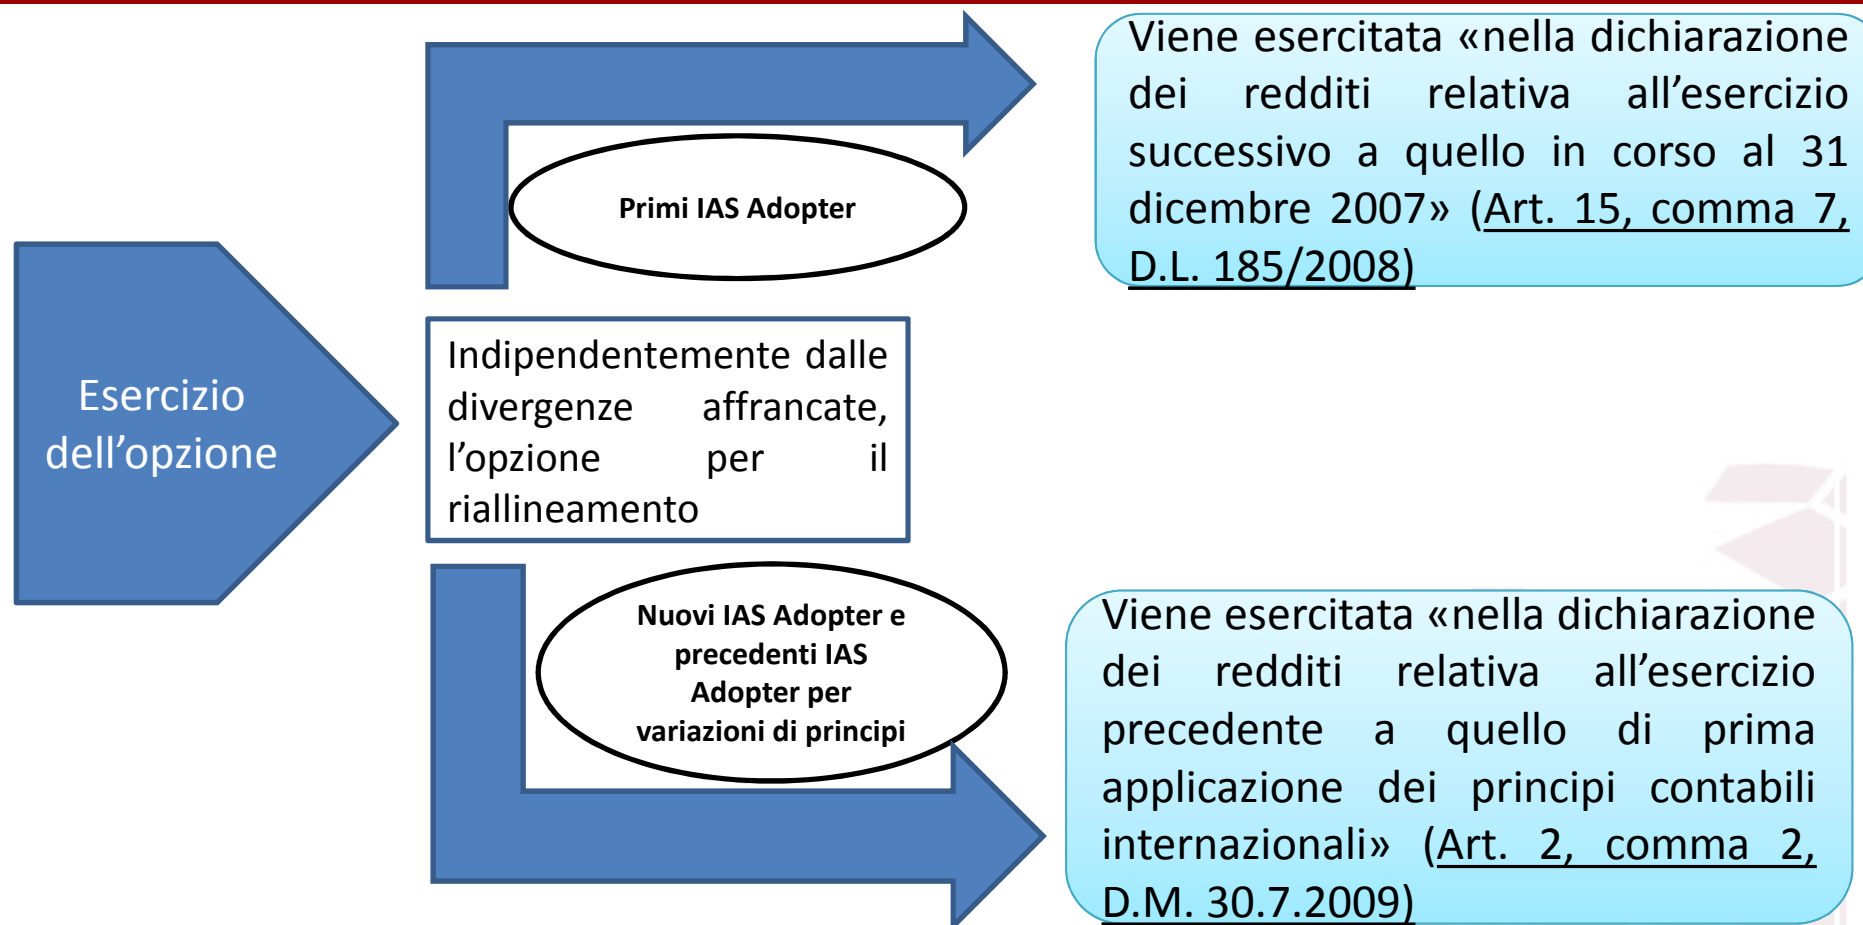 Viene esercitata «nella dichiarazione
dei redditi relativa all’esercizio
successivo a quello in corso al 31
dicembre 2007» (Art. 15, comma 7,
D.L. 185/2008)
Primi IAS Adopter
Esercizio
dell’opzione
Indipendentemente dalle
divergenze affrancate,
l’opzione per il
riallineamento
Nuovi IAS Adopter e
precedenti IAS
Adopter per
variazioni di principi
Viene esercitata «nella dichiarazione
dei redditi relativa all’esercizio
precedente a quello di prima
applicazione dei principi contabili
internazionali» (Art. 2, comma 2,
D.M. 30.7.2009)